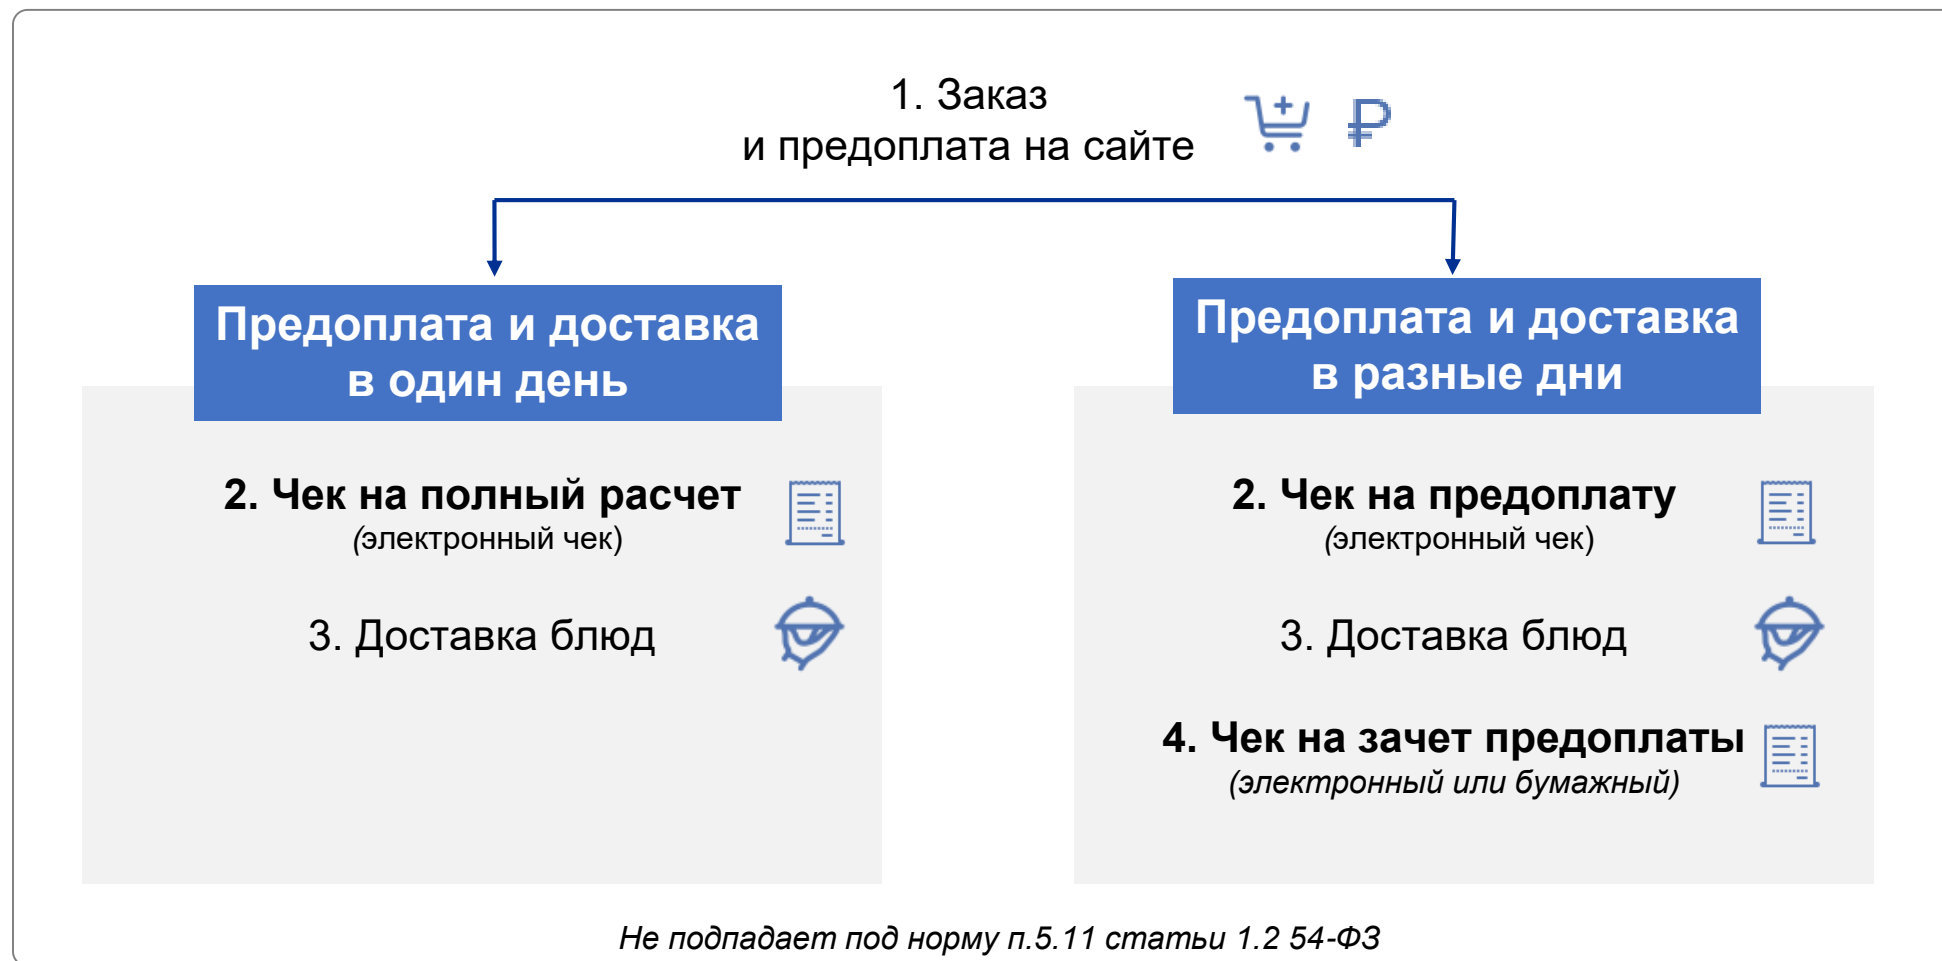 1. Заказ
и предоплата на сайте
Предоплата и доставка
в один день
2. Чек на полный расчет
(электронный чек)
3. Доставка блюд
Предоплата и доставка
в разные дни
2. Чек на предоплату
(электронный чек)
3. Доставка блюд
4. Чек на зачет предоплаты
(электронный или бумажный)
Не подпадает под норму п.5.11 статьи 1.2 54-ФЗ